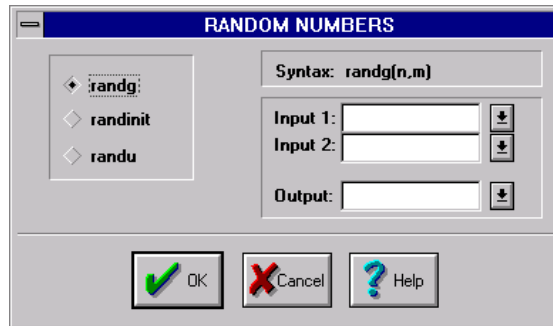 RANDOM NUMBERS
randg
randinit
randu
Syntax: randg(n,m)
Input 1:
Input 2:
Output:
OK
Cancel
Help